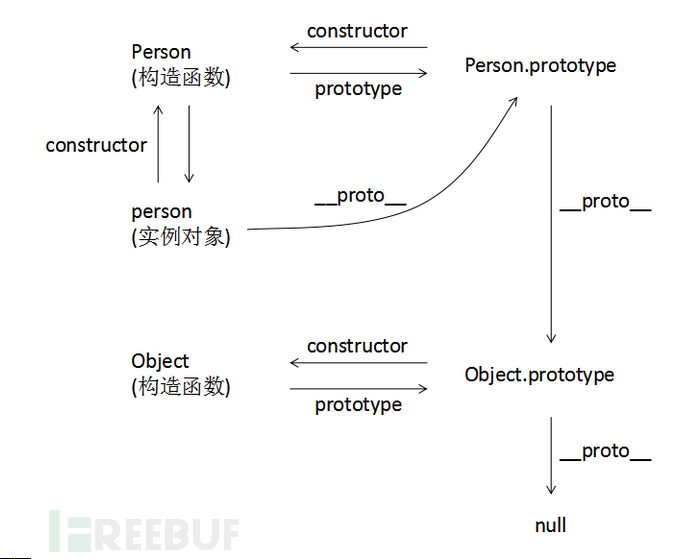 constructor
Person
(构造函数)
Person.prototype
prototype
constructor
__proto__
__proto__
person
(实例对象)
constructor
Object
(构造函数)
Object.prototype
prototype
__proto__
null
FREEBUF